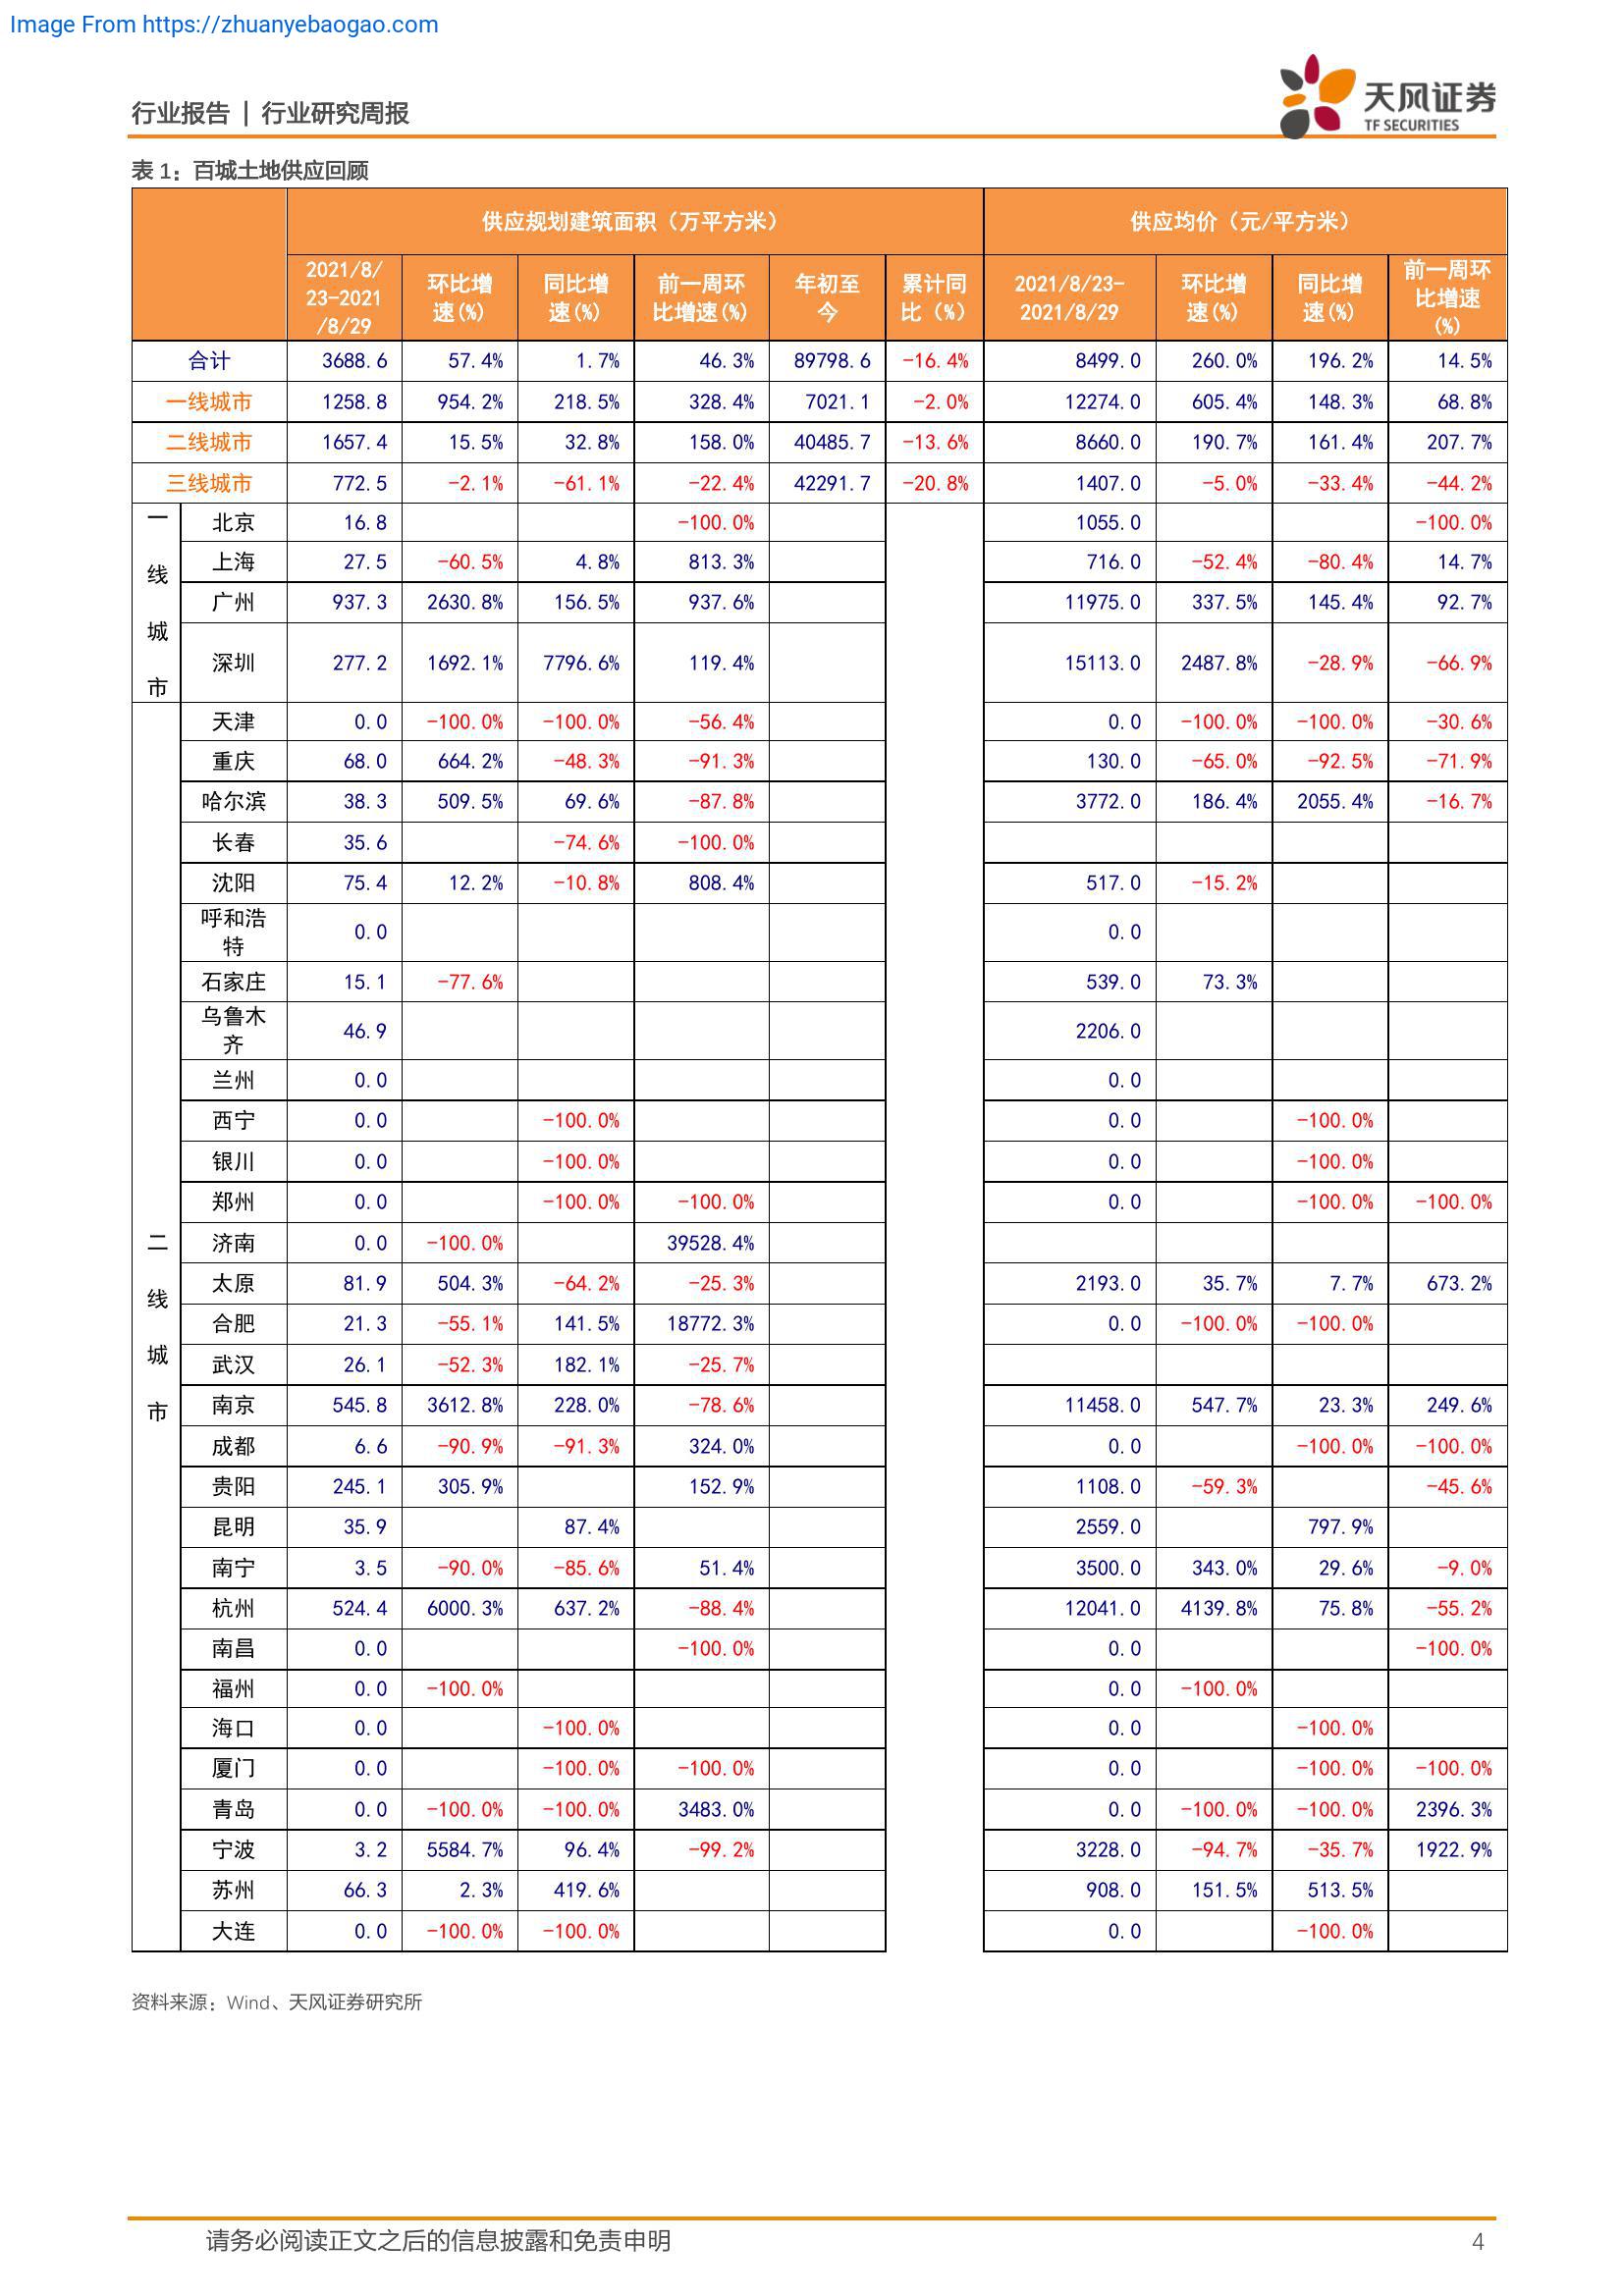 Image From https://zhuanyebaogao.com
行业报告 | 行业研究周报
天风证券
TF SECURITIES
表 1：百城土地供应回顾
供应规划建筑面积（万平方米） 供应均价（元/平方米）
2021/8/23-2021/8/29 环比增速(%) 同比增速(%) 前一周环比增速(%) 年初至今 累计同比（%） 2021/8/23-2021/8/29 环比增速(%) 同比增速(%) 前一周环比增速(%)
合计 3688.6 57.4% 1.7% 46.3% 89798.6 -16.4% 8499.0 260.0% 196.2% 14.5%
一线城市 1258.8 954.2% 218.5% 328.4% 7021.1 -2.0% 12274.0 605.4% 148.3% 68.8%
二线城市 1657.4 15.5% 32.8% 158.0% 40485.7 -13.6% 8660.0 190.7% 161.4% 207.7%
三线城市 772.5 -2.1% -61.1% -22.4% 42291.7 -20.8% 1407.0 -5.0% -33.4% -44.2%
一线城市
北京 16.8 -100.0% 1055.0 -100.0%
上海 27.5 -60.5% 4.8% 813.3% 716.0 -52.4% -80.4% 14.7%
广州 937.3 2630.8% 156.5% 937.6% 11975.0 337.5% 145.4% 92.7%
深圳 277.2 1692.1% 7796.6% 119.4% 15113.0 2487.8% -28.9% -66.9%
二线城市
天津 0.0 -100.0% -100.0% -56.4% 0.0 -100.0% -100.0% -30.6%
重庆 68.0 664.2% -48.3% -91.3% 130.0 -65.0% -92.5% -71.9%
哈尔滨 38.3 509.5% 69.6% -87.8% 3772.0 186.4% 2055.4% -16.7%
长春 35.6 -74.6% -100.0%
沈阳 75.4 12.2% -10.8% 808.4% 517.0 -15.2%
呼和浩特 0.0 0.0
石家庄 15.1 -77.6% 539.0 73.3%
乌鲁木齐 46.9 2206.0
兰州 0.0 0.0
西宁 0.0 -100.0% 0.0 -100.0%
银川 0.0 -100.0% 0.0 -100.0%
郑州 0.0 -100.0% -100.0% 0.0 -100.0% -100.0%
济南 0.0 -100.0% 39528.4%
太原 81.9 504.3% -64.2% -25.3% 2193.0 35.7% 7.7% 673.2%
合肥 21.3 -55.1% 141.5% 18772.3% 0.0 -100.0% -100.0%
武汉 26.1 -52.3% 182.1% -25.7%
南京 545.8 3612.8% 228.0% -78.6% 11458.0 547.7% 23.3% 249.6%
成都 6.6 -90.9% -91.3% 324.0% 0.0 -100.0% -100.0%
贵阳 245.1 305.9% 152.9% 1108.0 -59.3% -45.6%
昆明 35.9 87.4% 2559.0 797.9%
南宁 3.5 -90.0% -85.6% 51.4% 3500.0 343.0% 29.6% -9.0%
杭州 524.4 6000.3% 637.2% -88.4% 12041.0 4139.8% 75.8% -55.2%
南昌 0.0 -100.0% 0.0 -100.0%
福州 0.0 -100.0% 0.0 -100.0%
海口 0.0 -100.0% 0.0 -100.0%
厦门 0.0 -100.0% -100.0% 0.0 -100.0% -100.0%
青岛 0.0 -100.0% -100.0% 3483.0% 0.0 -100.0% -100.0% 2396.3%
宁波 3.2 5584.7% 96.4% -99.2% 3228.0 -94.7% -35.7% 1922.9%
苏州 66.3 2.3% 419.6% 908.0 151.5% 513.5%
大连 0.0 -100.0% -100.0% 0.0 -100.0%
资料来源：Wind、天风证券研究所
请务必阅读正文之后的信息披露和免责申明 4